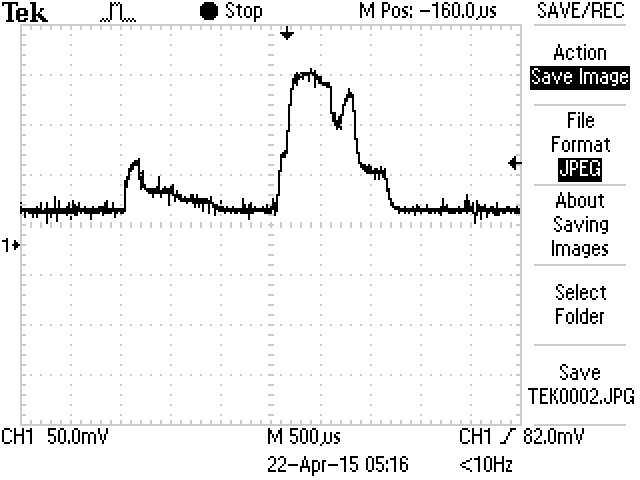 Tek Stop M Pos: -160.0µs SAVE/REC
Action
Save Image
File
Format
JPEG
About
Saving
Images
1
Select
Folder
Save
TEK0002.JPG
CH1 50.0mV M 500µs CH1 82.0mV
22-Apr-15 05:16 <10Hz